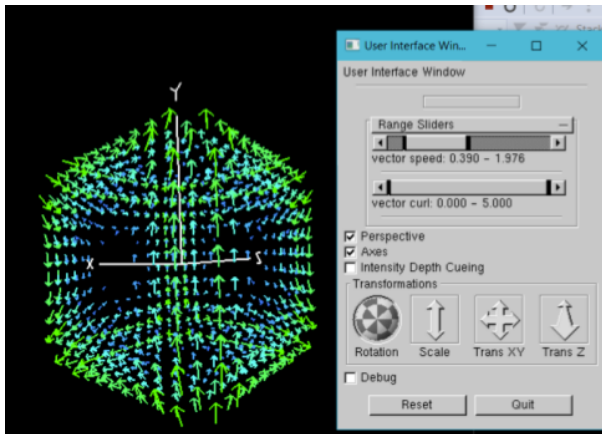 Y
X
User Interface Win...
User Interface Window
Range Sliders
vector speed: 0.390 - 1.976
vector curl: 0.000 - 5.000
Perspective
Axes
Intensity Depth Cueing
Transformations
Rotation
Scale
Trans XY
Trans Z
Debug
Reset
Quit